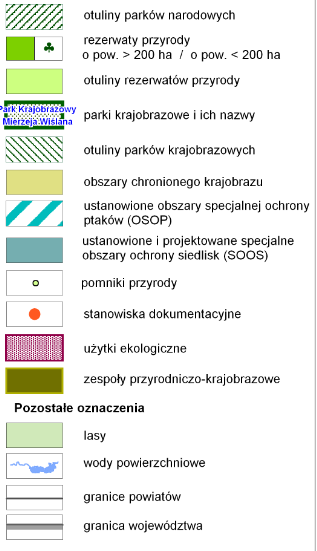 otuliny parków narodowych
rezerwaty przyrody
o pow. > 200 ha / o pow. < 200 ha
otuliny rezerwatów przyrody
Park Krajobrazowy
Mierzeja Wiślana
parki krajobrazowe i ich nazwy
otuliny parków krajobrazowych
obszary chronionego krajobrazu
ustanowione obszary specjalnej ochrony
ptaków (OSOP)
ustanowione i projektowane specjalne
obszary ochrony siedlisk (SOOS)
pomniki przyrody
stanowiska dokumentacyjne
użytki ekologiczne
zespoły przyrodniczo-krajobrazowe
Pozostałe oznaczenia
lasy
wody powierzchniowe
granice powiatów
granica województwa